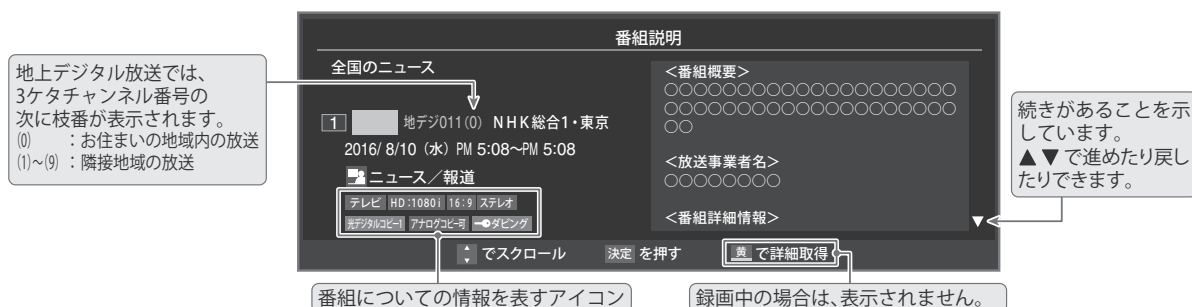 番組説明
地上デジタル放送では、
3ケタチャンネル番号の
次に枝番が表示されます。
(0) ：お住まいの地域内の放送
(1)~(9) ：隣接地域の放送
全国のニュース
1 地デジ011(0) NHK総合1・東京
2016/ 8/10 (水) PM 5:08~PM 5:08
ニュース／報道
テレビ HD:1080i 16:9 ステレオ
光デジタルコピー1 アナログコピー可 ダビング
<番組概要>
○○○○○○○○○○○○○○○○○○○○
○○○○○○○○○○○○○○○○○○○○
○○
<放送事業者名>
○○○○○○○○
<番組詳細情報>
▼
続きがあることを示
しています。
▲▼で進めたり戻し
たりできます。
でスクロール 決定 を押す 黄 で詳細取得
番組についての情報を表すアイコン
録画中の場合は、表示されません。